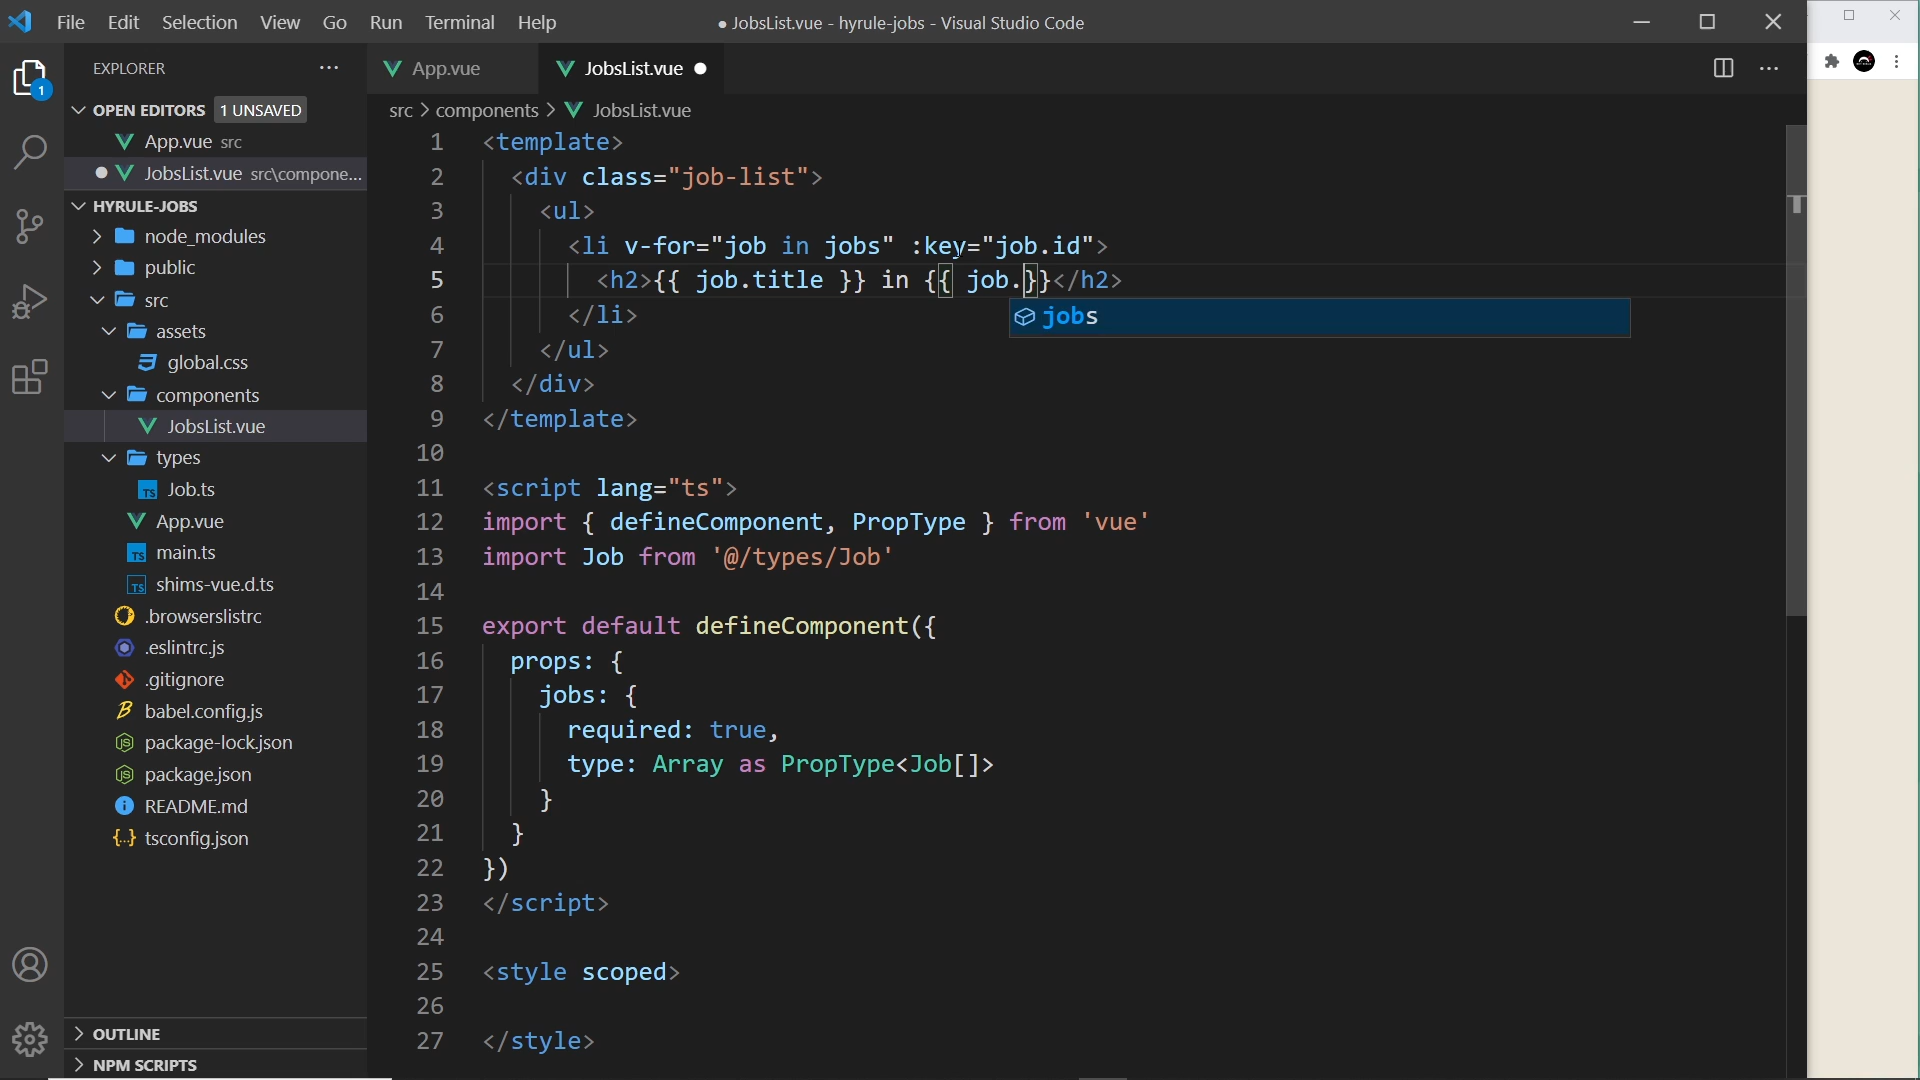 File Edit Selection View Go Run Terminal Help
● JobsList.vue - hyrule-jobs - Visual Studio Code
EXPLORER ···
App.vue
JobsList.vue ●
1
OPEN EDITORS 1 UNSAVED
App.vue src
JobsList.vue src\compone...
HYRULE-JOBS
node_modules
public
src
assets
global.css
components
JobsList.vue
types
Job.ts
App.vue
main.ts
shims-vue.d.ts
.browserslistrc
.eslintrc.js
.gitignore
babel.config.js
package-lock.json
package.json
README.md
tsconfig.json
OUTLINE
NPM SCRIPTS
src > components > JobsList.vue
1 <template>
2 <div class="job-list">
3 <ul>
4 <li v-for="job in jobs" :key="job.id">
5 <h2>{{ job.title }} in {{ job.}}</h2>
jobs
6 </li>
7 </ul>
8 </div>
9 </template>
10
11 <script lang="ts">
12 import { defineComponent, PropType } from 'vue'
13 import Job from '@/types/Job'
14
15 export default defineComponent({
16 props: {
17 jobs: {
18 required: true,
19 type: Array as PropType<Job[]>
20 }
21 }
22 })
23 </script>
24
25 <style scoped>
26
27 </style>